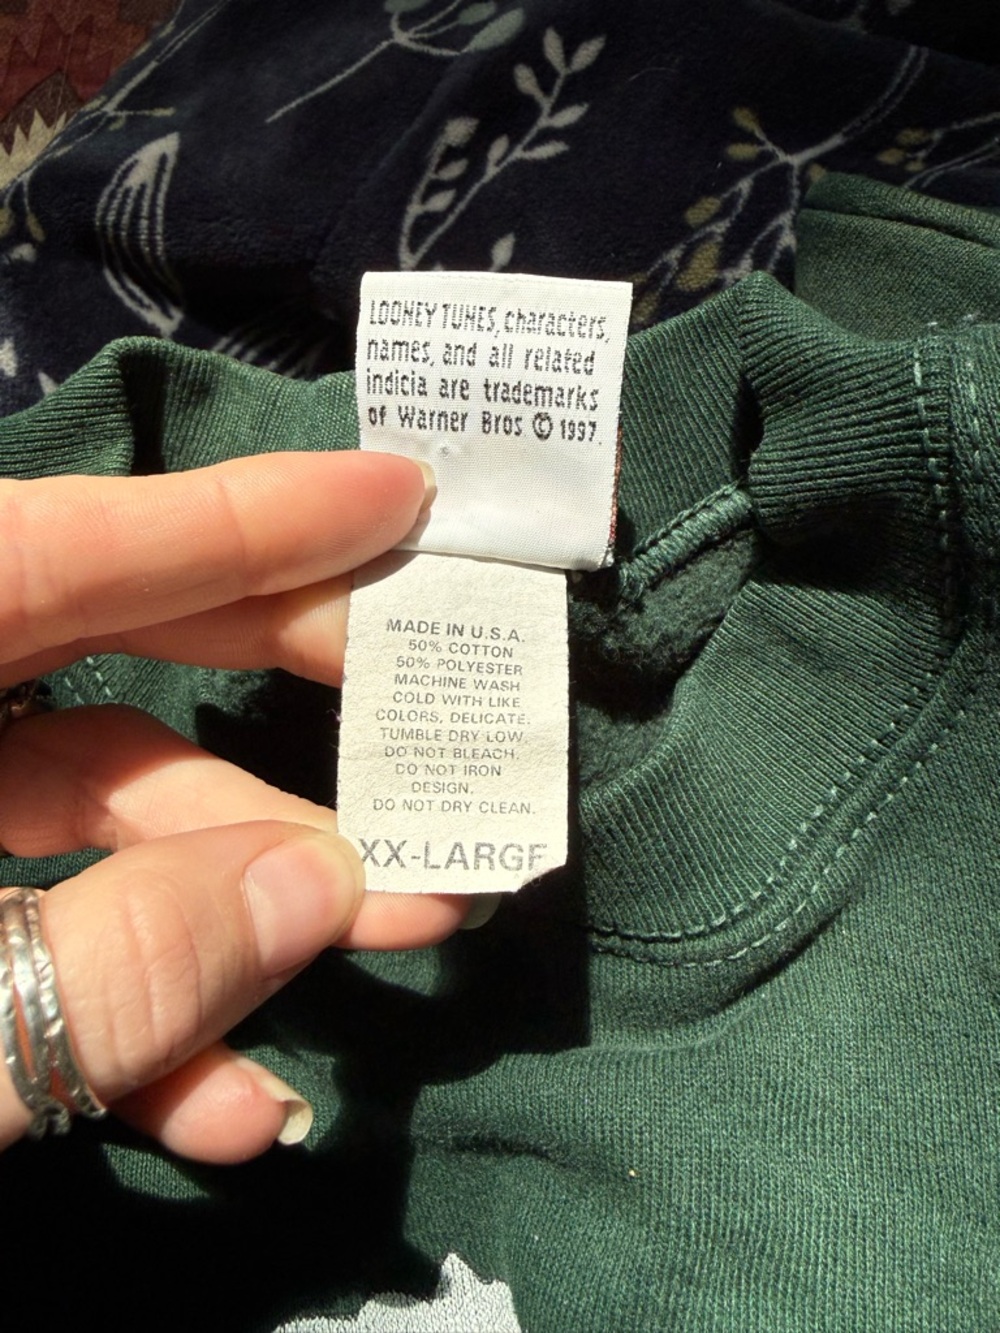 LOONEY TUNES, characters,
names, and all related
indicia are trademarks
of Warner Bros © 1997.
MADE IN U.S.A.
50% COTTON
50% POLYESTER
MACHINE WASH
COLD WITH LIKE
COLORS, DELICATE.
TUMBLE DRY LOW.
DO NOT BLEACH.
DO NOT IRON
DESIGN.
DO NOT DRY CLEAN.
XX-LARGE